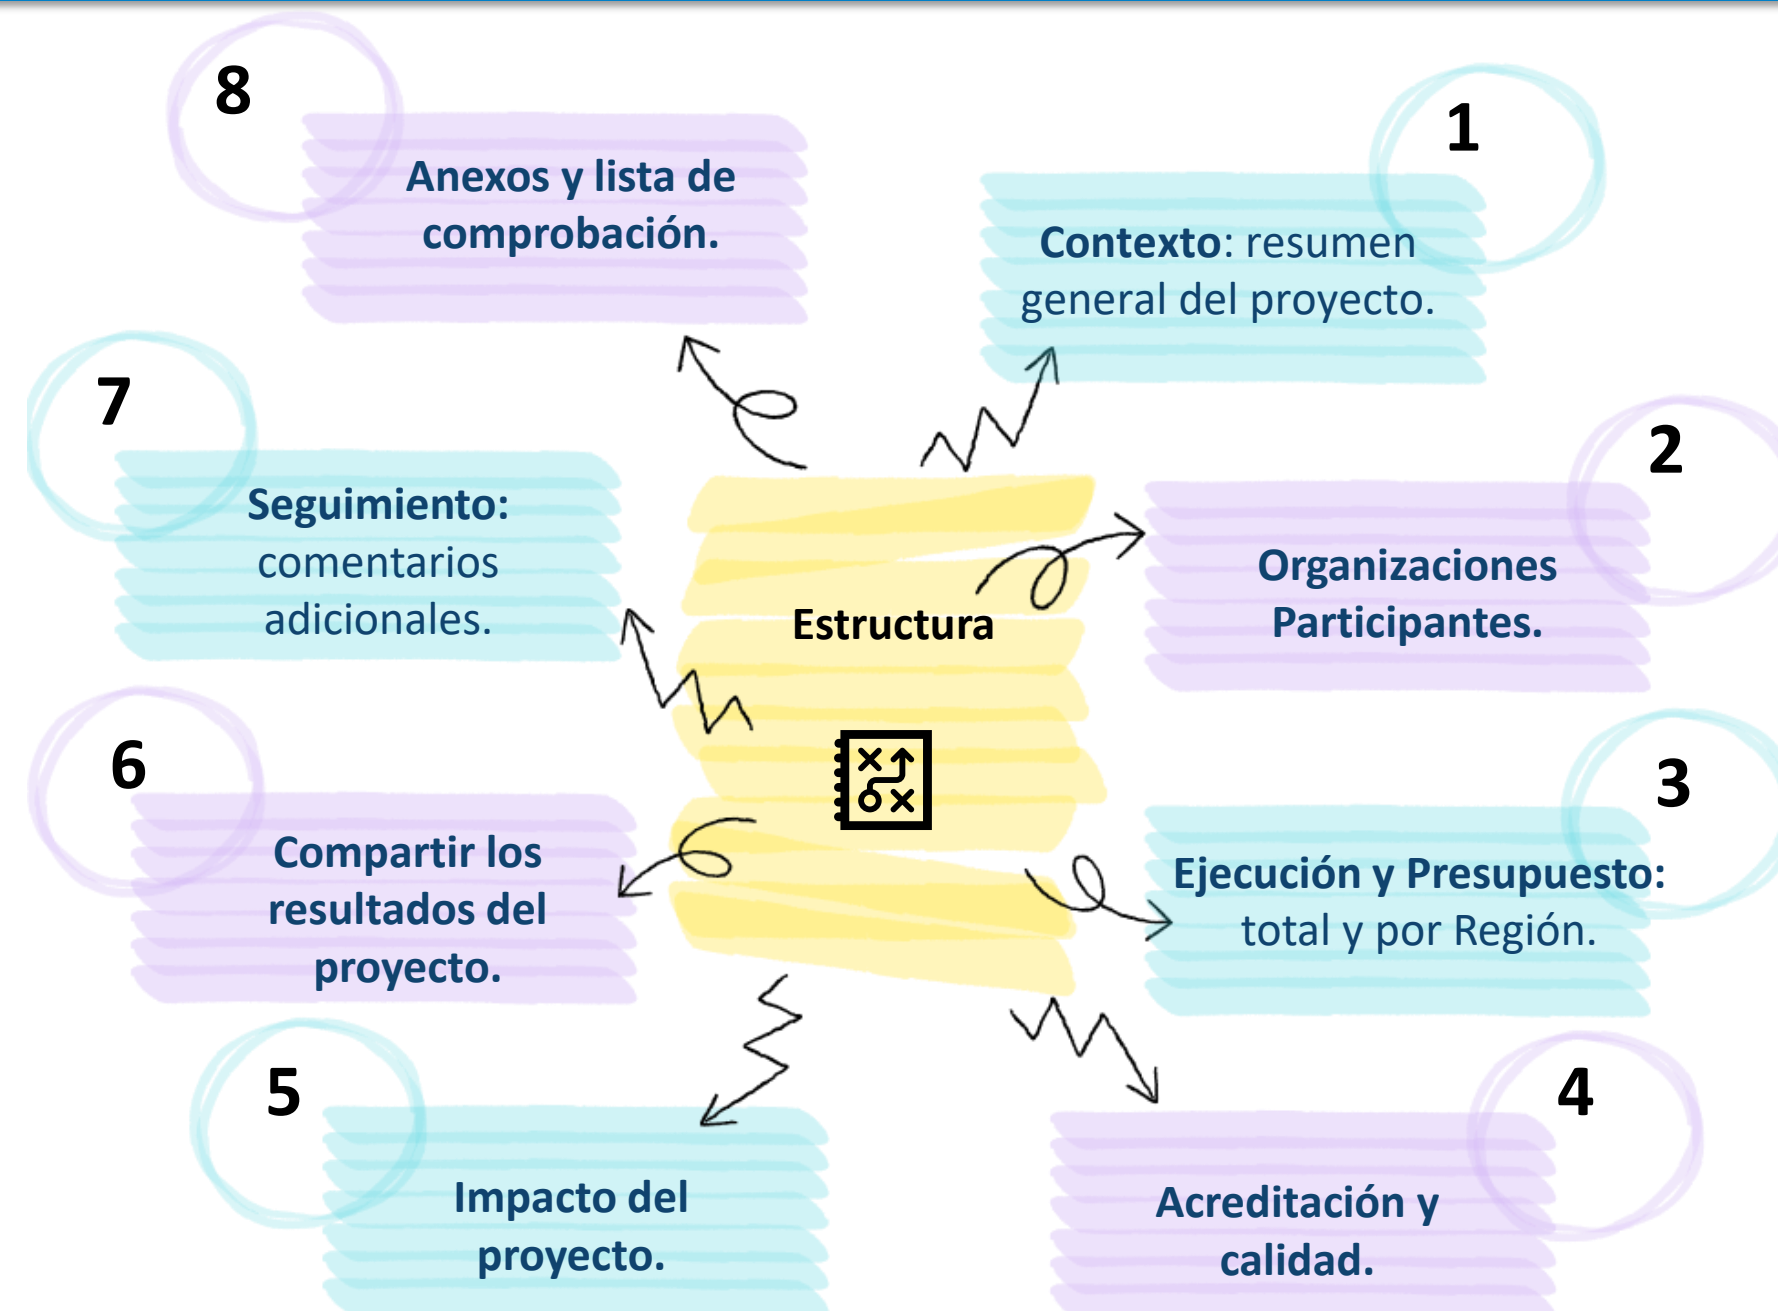 Estructura
1
Contexto: resumen
general del proyecto.
2
Organizaciones
Participantes.
3
Ejecución y Presupuesto:
total y por Región.
4
Acreditación y
calidad.
5
Impacto del
proyecto.
6
Compartir los
resultados del
proyecto.
7
Seguimiento:
comentarios
adicionales.
8
Anexos y lista de
comprobación.